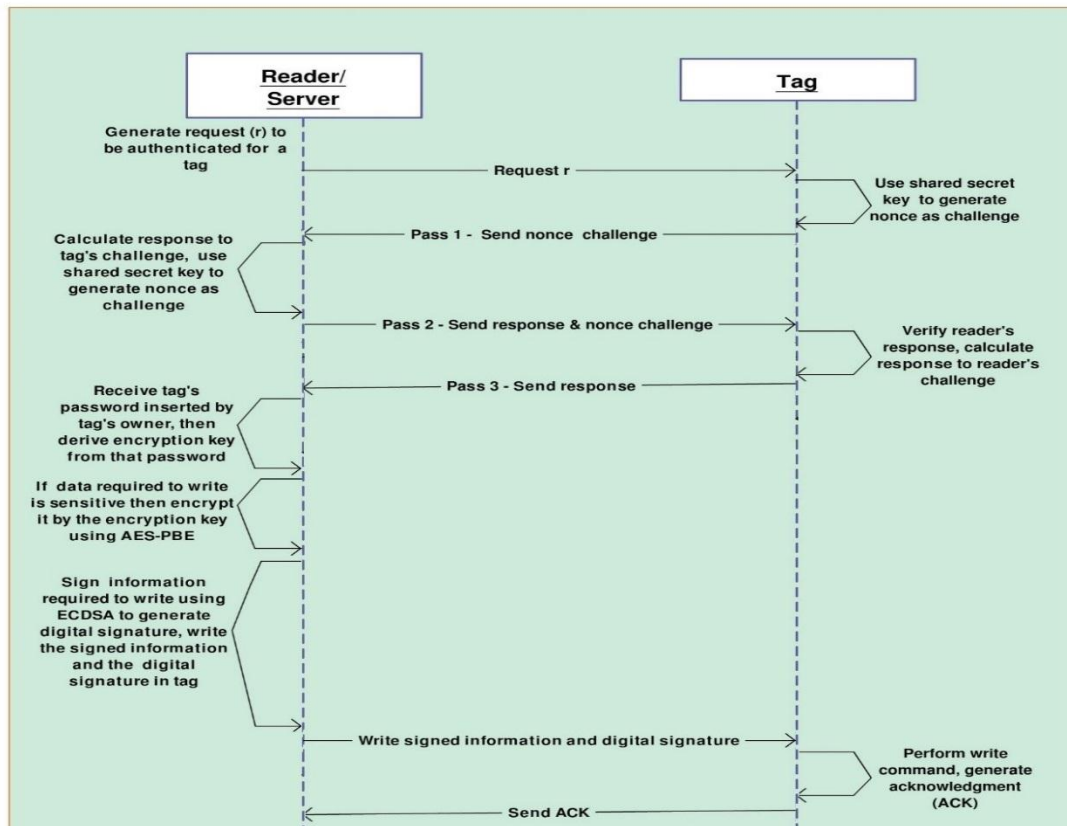 Reader/
Server
Tag
Generate request (r) to
be authenticated for a
tag
Request r
Use shared secret
key to generate
nonce as challenge
Pass 1 - Send nonce challenge
Calculate response to
tag's challenge, use
shared secret key to
generate nonce as
challenge
Pass 2 - Send response & nonce challenge
Verify reader's
response, calculate
response to reader's
challenge
Pass 3 - Send response
Receive tag's
password inserted by
tag's owner, then
derive encryption key
from that password
If data required to write
is sensitive then encrypt
it by the encryption key
using AES-PBE
Sign information
required to write using
ECDSA to generate
digital signature, write
the signed information
and the digital
signature in tag
Write signed information and digital signature
Perform write
command, generate
acknowledgment
(ACK)
Send ACK